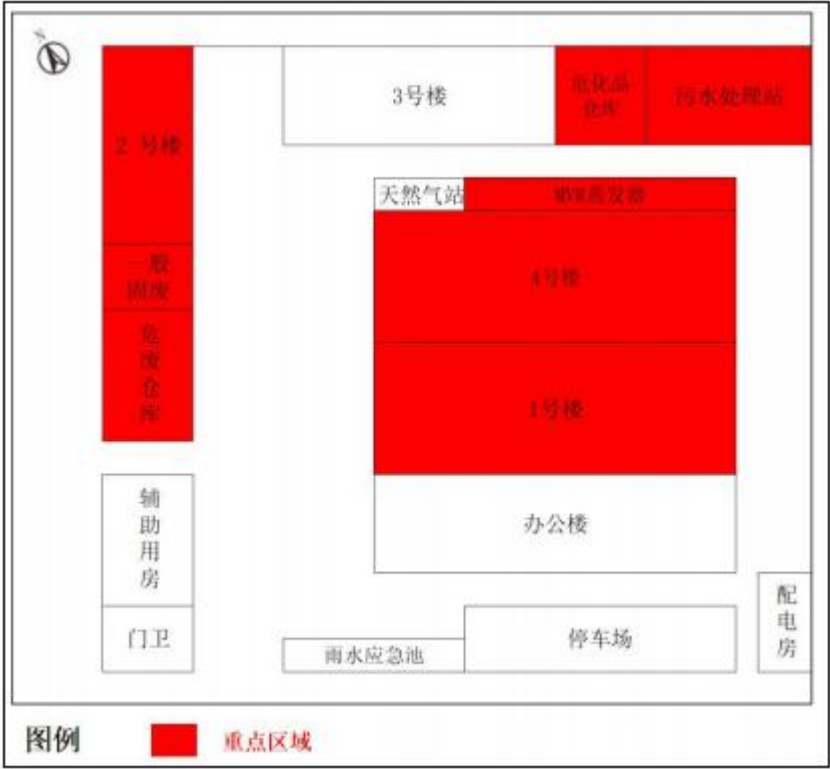 3号楼
危化品
仓库
污水处理站
2 号楼
天然气站
MVR蒸发器
一般
固废
4号楼
危
废
仓
库
1号楼
辅
助
用
房
办公楼
配
电
房
门卫
雨水应急池
停车场
图例
重点区域